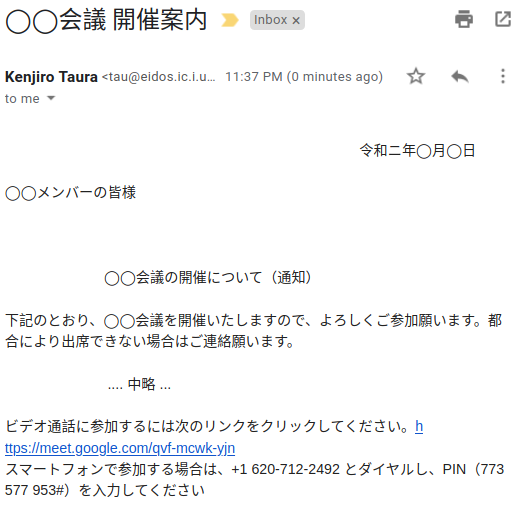 ◯◯会議 開催案内 Inbox ×
Kenjiro Taura <tau@eidos.ic.i.u... 11:37 PM (0 minutes ago)
to me
令和二年◯月◯日
◯◯メンバーの皆様
◯◯会議の開催について（通知）
下記のとおり、◯◯会議を開催いたしますので、よろしくご参加願います。都
合により出席できない場合はご連絡願います。
.... 中略 ...
ビデオ通話に参加するには次のリンクをクリックしてください。h
ttps://meet.google.com/qvf-mcwk-yjn
スマートフォンで参加する場合は、+1 620-712-2492 とダイヤルし、PIN（773
577 953#）を入力してください